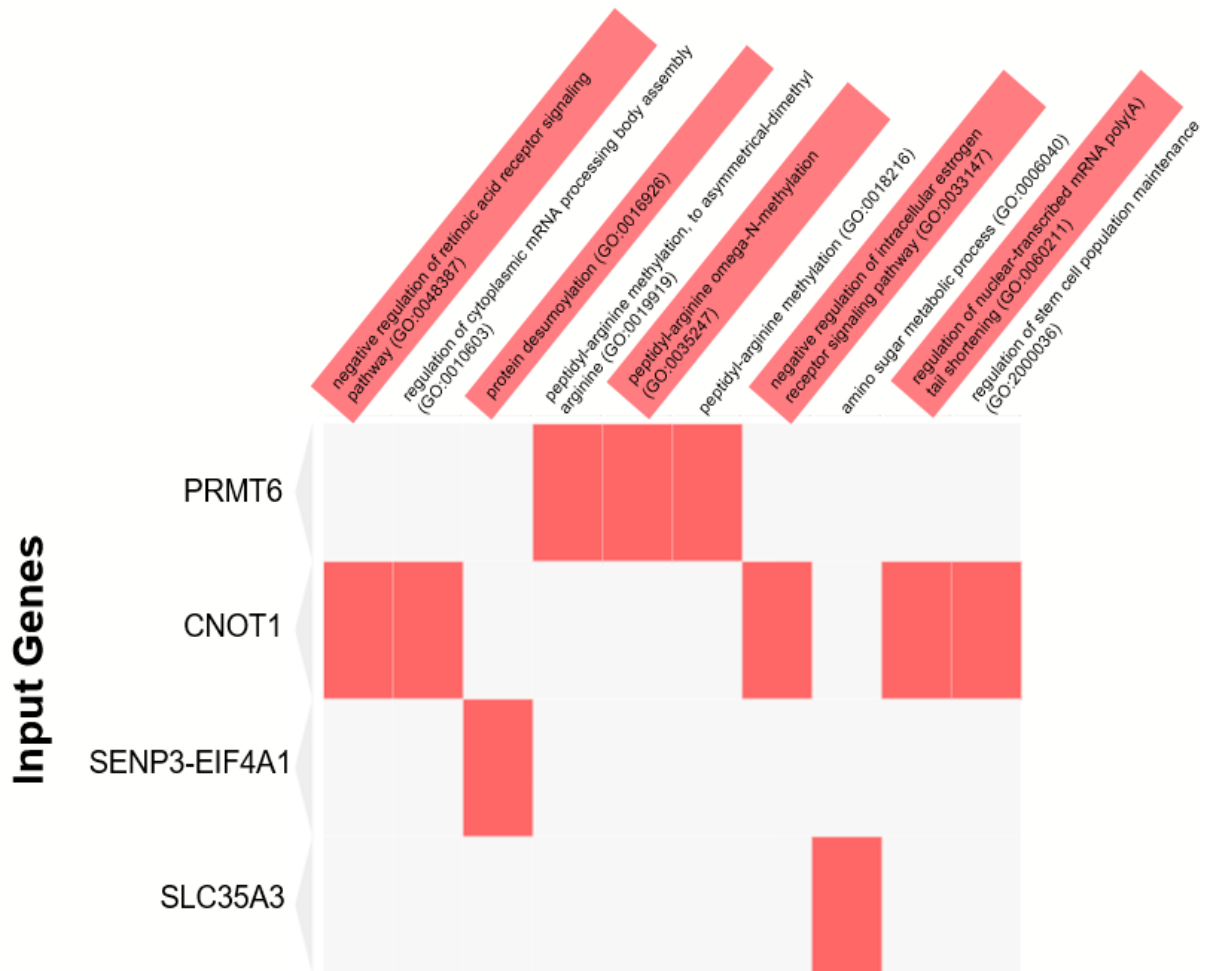 negative regulation of retinoic acid receptor signaling
pathway (GO:0048387)
regulation of cytoplasmic mRNA processing body assembly
(GO:0010603)
protein desumoylation (GO:0016926)
peptidyl-arginine methylation, to asymmetrical-dimethyl
arginine (GO:0019919)
peptidyl-arginine omega-N-methylation
(GO:0035247)
peptidyl-arginine methylation (GO:0018216)
negative regulation of intracellular estrogen
receptor signaling pathway (GO:0033147)
amino sugar metabolic process (GO:0006040)
regulation of nuclear-transcribed mRNA poly(A)
tail shortening (GO:0060211)
regulation of stem cell population maintenance
(GO:2000036)
Input Genes
PRMT6
CNOT1
SENP3-EIF4A1
SLC35A3